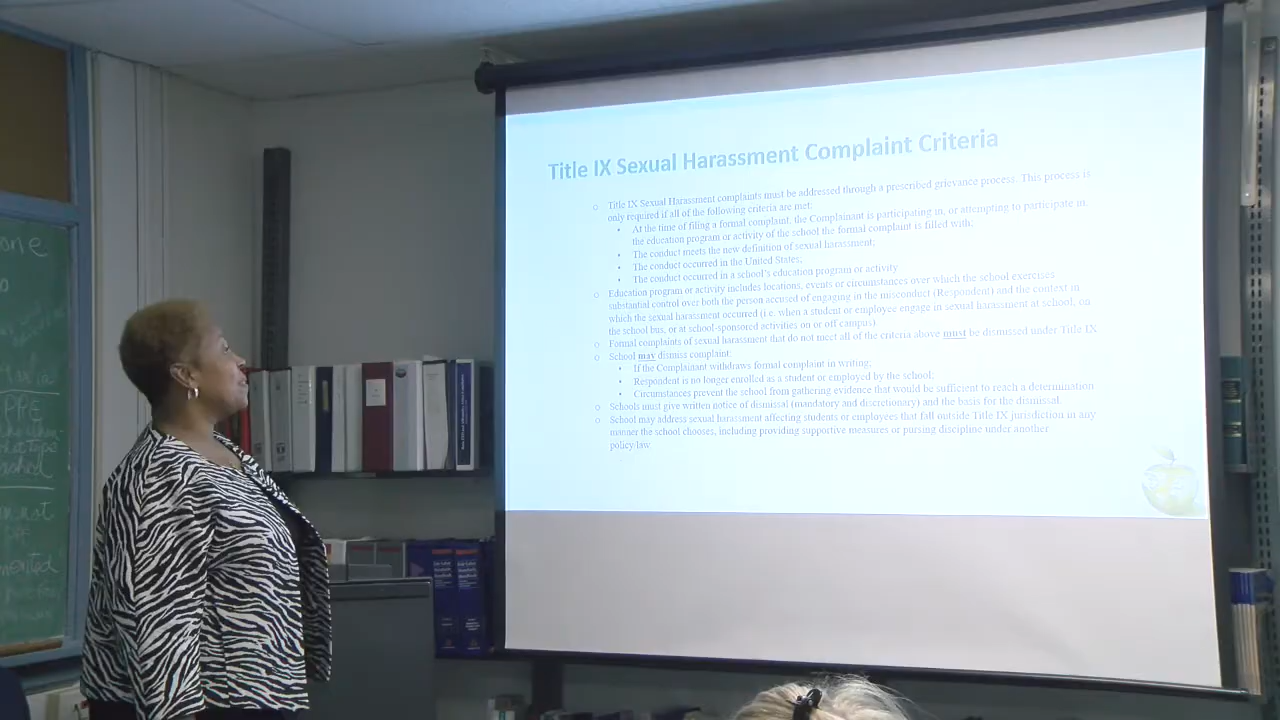 Title IX Sexual Harassment Complaint Criteria
o Title IX Sexual Harassment complaints must be addressed through a prescribed grievance process. This process is
only required if all of the following criteria are met:
• At the time of filing a formal complaint, the Complainant is participating in, or attempting to participate in,
the education program or activity of the school the formal complaint is filled with;
• The conduct meets the new definition of sexual harassment;
• The conduct occurred in the United States;
• The conduct occurred in a school's education program or activity
o Education program or activity includes locations, events or circumstances over which the school exercises
substantial control over both the person accused of engaging in the misconduct (Respondent) and the context in
which the sexual harassment occurred (i.e. when a student or employee engage in sexual harassment at school, on
the school bus, or at school-sponsored activities on or off campus)
o Formal complaints of sexual harassment that do not meet all of the criteria above must be dismissed under Title IX
o School may dismiss complaint:
• If the Complainant withdraws formal complaint in writing;
• Respondent is no longer enrolled as a student or employed by the school;
• Circumstances prevent the school from gathering evidence that would be sufficient to reach a determination
o Schools must give written notice of dismissal (mandatory and discretionary) and the basis for the dismissal.
o School may address sexual harassment affecting students or employees that fall outside Title IX jurisdiction in any
manner the school chooses, including providing supportive measures or pursing discipline under another
policy/law
one
PRE